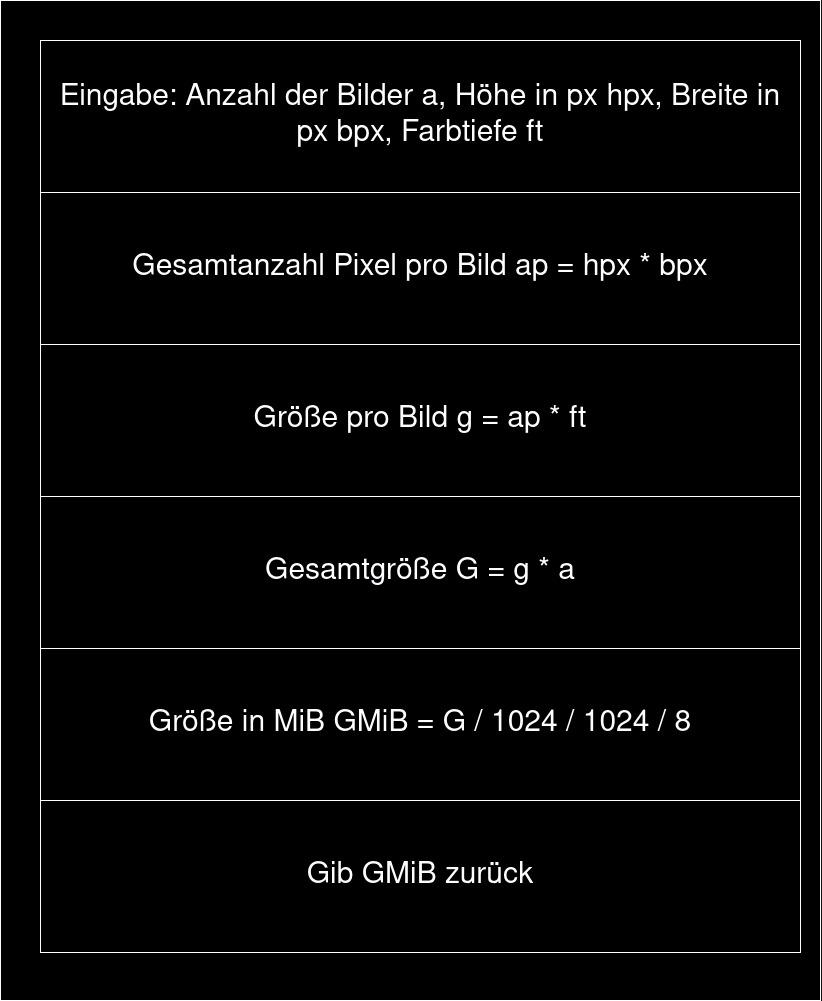 Eingabe: Anzahl der Bilder a, Höhe in px hpx, Breite in
px bpx, Farbtiefe ft
Gesamtanzahl Pixel pro Bild ap = hpx * bpx
Größe pro Bild g = ap * ft
Gesamtgröße G = g * a
Größe in MiB GMiB = G / 1024 / 1024 / 8
Gib GMiB zurück